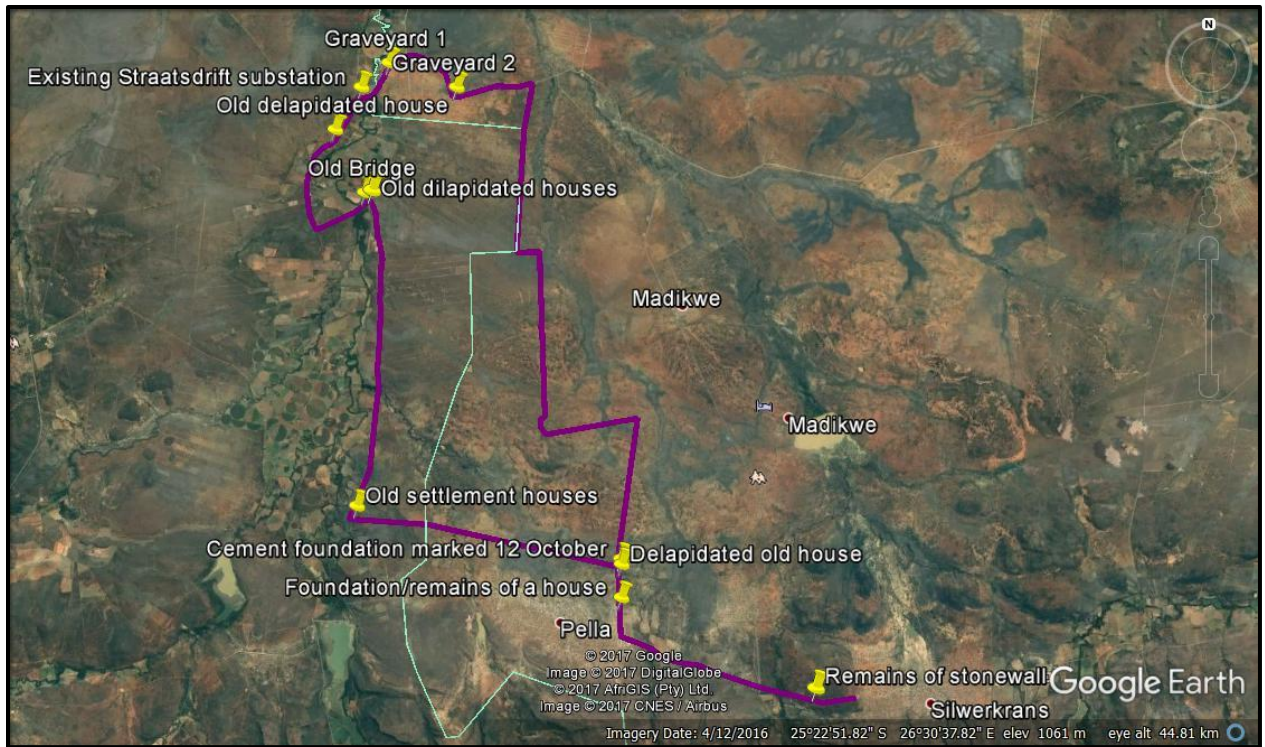 N
Graveyard 1
Graveyard 2
Existing Straatsdrift substation
Old delapidated house
Old Bridge
Old dilapidated houses
Madikwe
Madikwe
Old settlement houses
Cement foundation marked 12 October
Delapidated old house
Foundation/remains of a house
Pella
© 2017 Google
Image © 2017 DigitalGlobe
© 2017 AfriGIS (Pty) Ltd.
Image © 2017 CNES / Airbus
Remains of stonewall
Google Earth
Silwerkrans
Imagery Date: 4/12/2016 25°22'51.82" S 26°30'37.82" E elev 1061 m eye alt 44.81 km